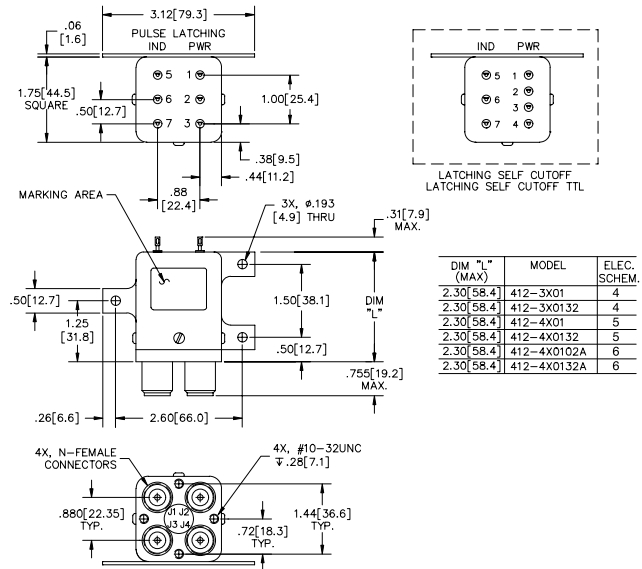 3.12[79.3]
.06
[1.6]
PULSE LATCHING
IND PWR
5 1
6 2
7 3
1.75[44.5]
SQUARE
.50[12.7]
1.00[25.4]
.38[9.5]
.44[11.2]
.88
[22.4]
IND PWR
5 1
2
6
3
7 4
LATCHING SELF CUTOFF
LATCHING SELF CUTOFF TTL
MARKING AREA
3X, ø.193
[4.9] THRU
.31[7.9]
MAX.
.50[12.7]
1.25
[31.8]
1.50[38.1]
DIM
"L"
.50[12.7]
.755[19.2]
MAX.
.26[6.6]
2.60[66.0]
DIM "L"
(MAX) MODEL ELEC.
SCHEM.
2.30[58.4] 412-3X01 4
2.30[58.4] 412-3X0132 4
2.30[58.4] 412-4X01 5
2.30[58.4] 412-4X0132 5
2.30[58.4] 412-4X0102A 6
2.30[58.4] 412-4X0132A 6
4X, N-FEMALE
CONNECTORS
4X, #10-32UNC
↧.28[7.1]
J1 J2
J3 J4
.880[22.35]
TYP.
1.44[36.6]
TYP.
.72[18.3]
TYP.